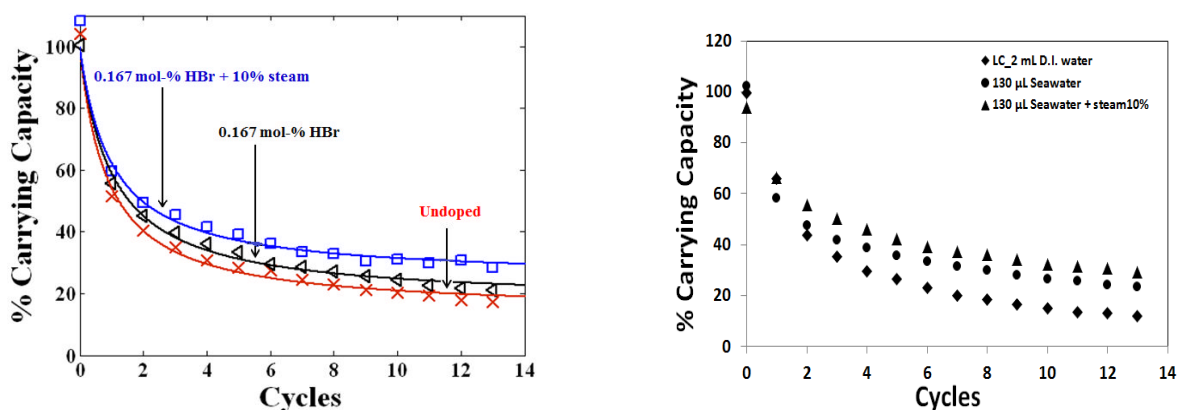 % Carrying Capacity
100
80
60
40
20
0
0.167 mol-% HBr + 10% steam
0.167 mol-% HBr
Undoped
0 2 4 6 8 10 12 14
Cycles
% Carrying Capacity
120
100
80
60
40
20
0
LC_2 mL D.I. water
130 µL Seawater
130 µL Seawater + steam10%
0 2 4 6 8 10 12 14
Cycles